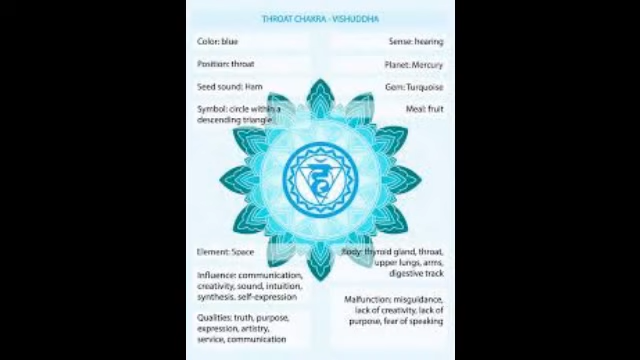 THROAT CHAKRA - VISHUDDHA
Color: blue
Sense: hearing
Position: throat
Planet: Mercury
Seed sound: Ham
Gem: Turquoise
Symbol: circle within a
descending triangle
Meal: fruit
Element: Space
Body: thyroid gland, throat,
upper lungs, arms,
digestive track
Influence: communication,
creativity, sound, intuition,
synthesis, self-expression
Malfunction: misguidance,
lack of creativity, lack of
purpose, fear of speaking
Qualities: truth, purpose,
expression, artistry,
service, communication